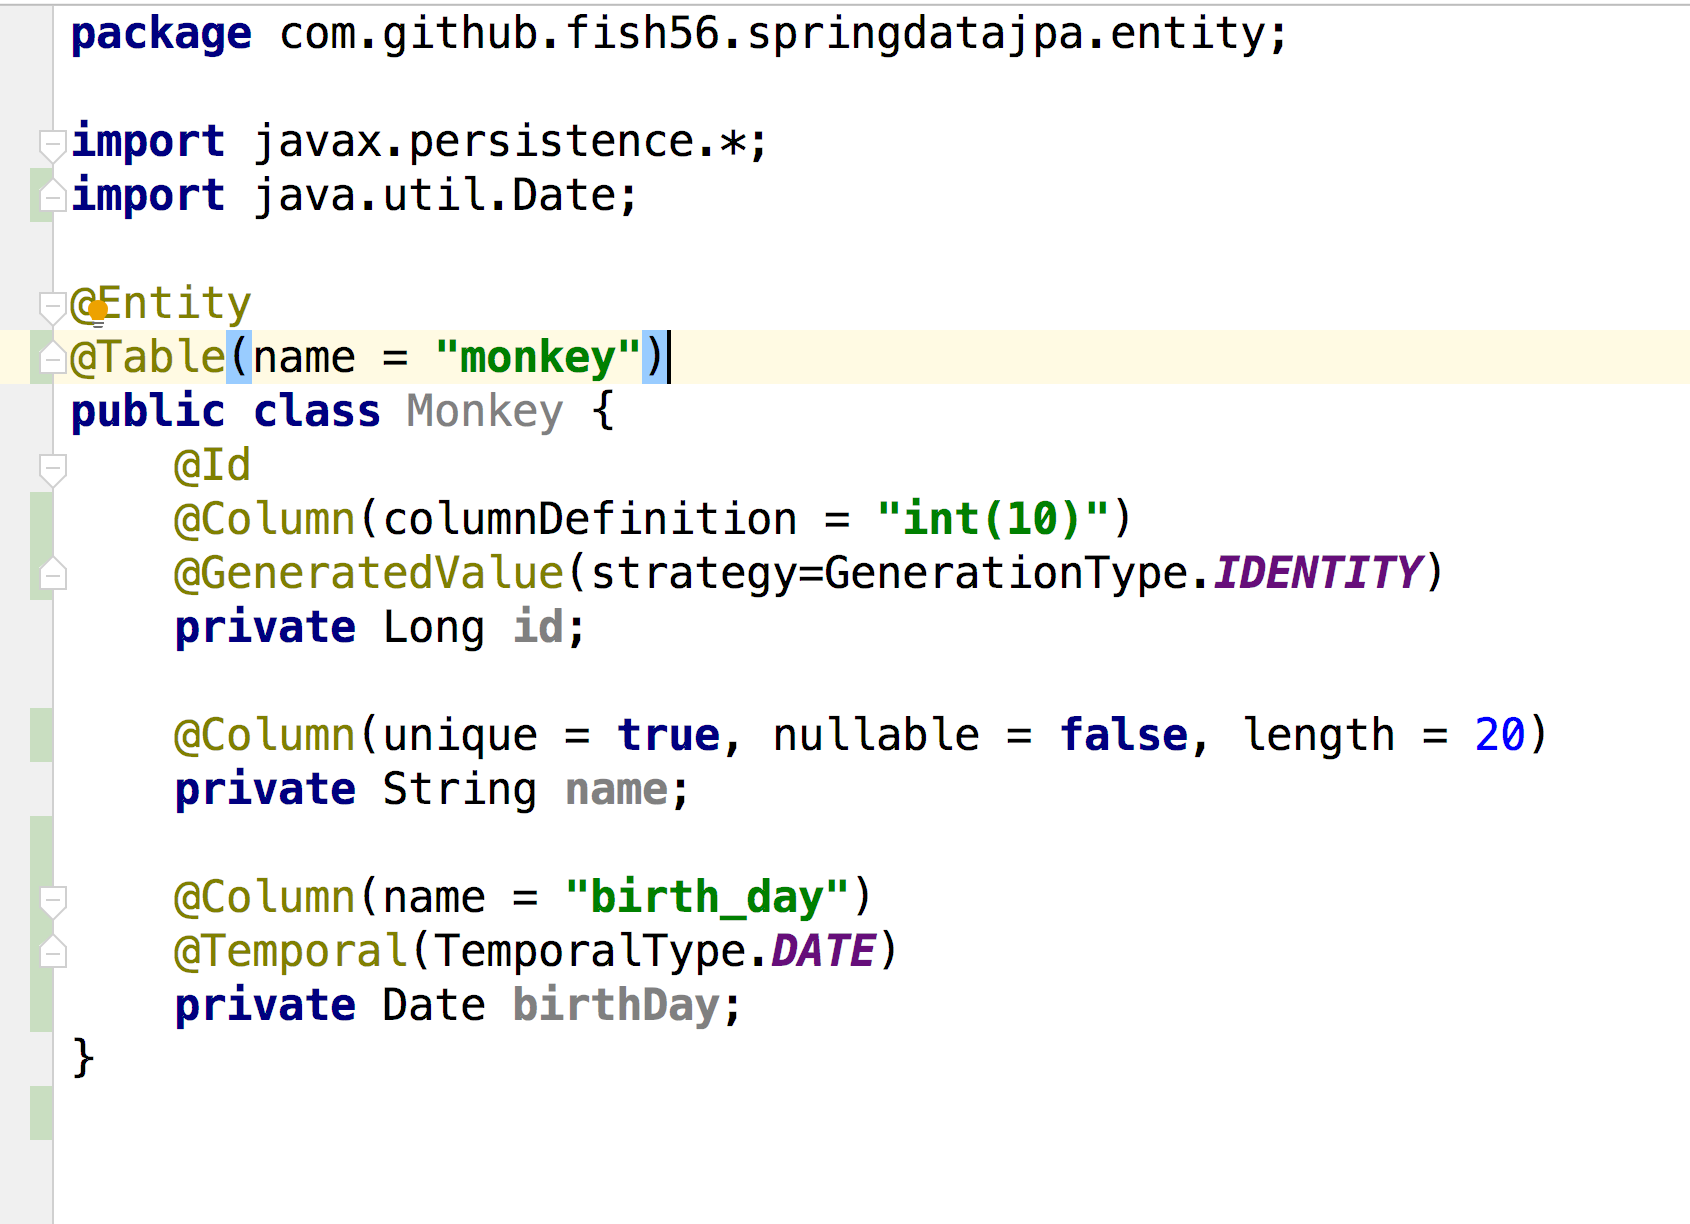 package com.github.fish56.springdatajpa.entity;
import javax.persistence.*;
import java.util.Date;
@Entity
@Table(name = "monkey")
public class Monkey {
@Id
@Column(columnDefinition = "int(10)")
@GeneratedValue(strategy=GenerationType.IDENTITY)
private Long id;
@Column(unique = true, nullable = false, length = 20)
private String name;
@Column(name = "birth_day")
@Temporal(TemporalType.DATE)
private Date birthDay;
}